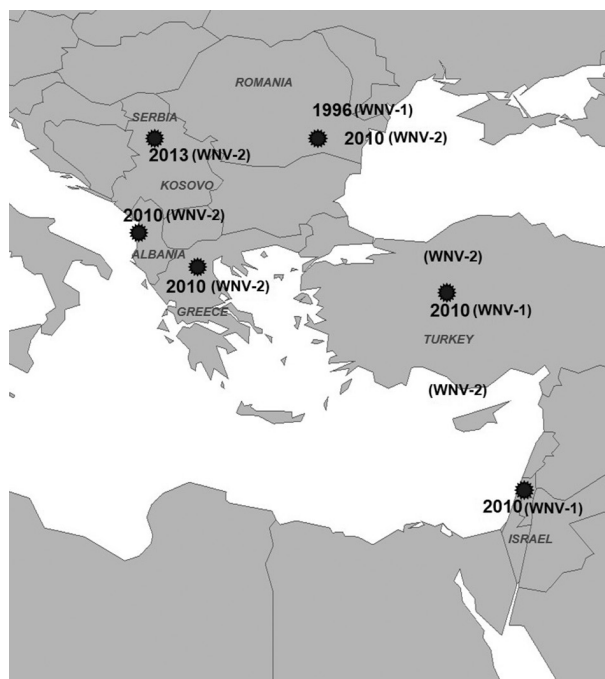 ROMANIA
1996 (WNV-1)
SERBIA
2010 (WNV-2)
2013 (WNV-2)
KOSOVO
2010 (WNV-2)
ALBANIA
(WNV-2)
2010 (WNV-2)
2010 (WNV-1)
GREECE
TURKEY
(WNV-2)
2010 (WNV-1)
ISRAEL